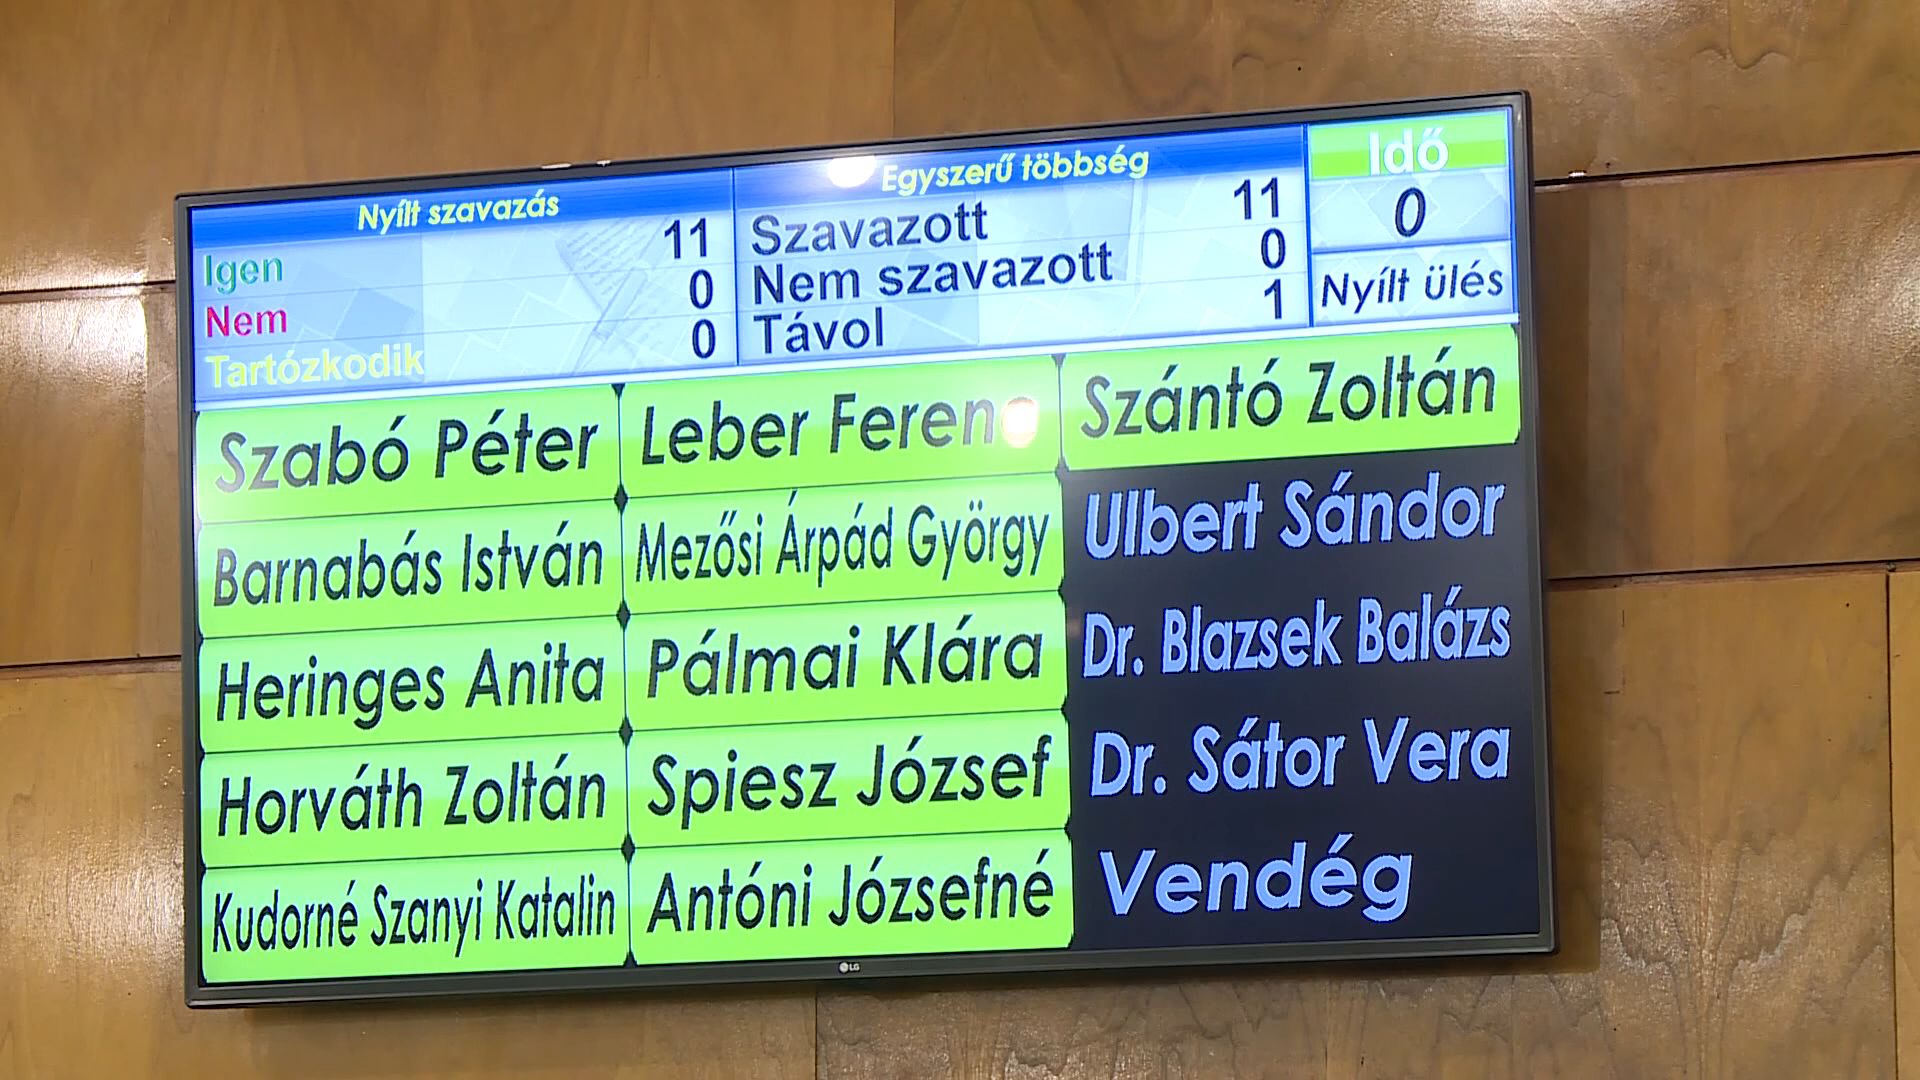 Nyílt szavazás
Igen 11
Nem 0
Tartózkodik 0
Egyszerű többség
Szavazott 11
Nem szavazott 0
Távol 1
Idő
0
Nyílt ülés
Szabó Péter
Barnabás István
Heringes Anita
Horváth Zoltán
Kudorné Szanyi Katalin
Leber Ferenc
Mezősi Árpád György
Pálmai Klára
Spiesz József
Antóni Józsefné
Szántó Zoltán
Ulbert Sándor
Dr. Blazsek Balázs
Dr. Sátor Vera
Vendég
LG